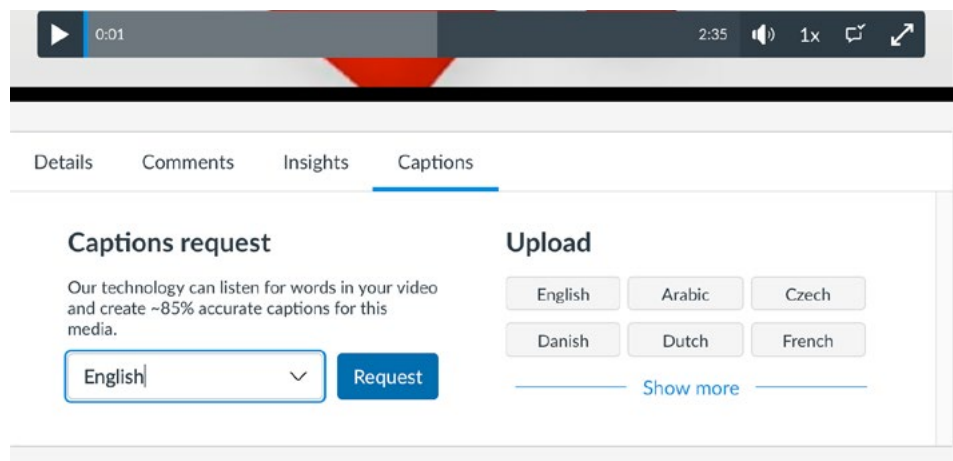 0:01
2:35
1x
Details
Comments
Insights
Captions
Captions request
Our technology can listen for words in your video
and create ~85% accurate captions for this
media.
English
Request
Upload
English
Arabic
Czech
Danish
Dutch
French
Show more